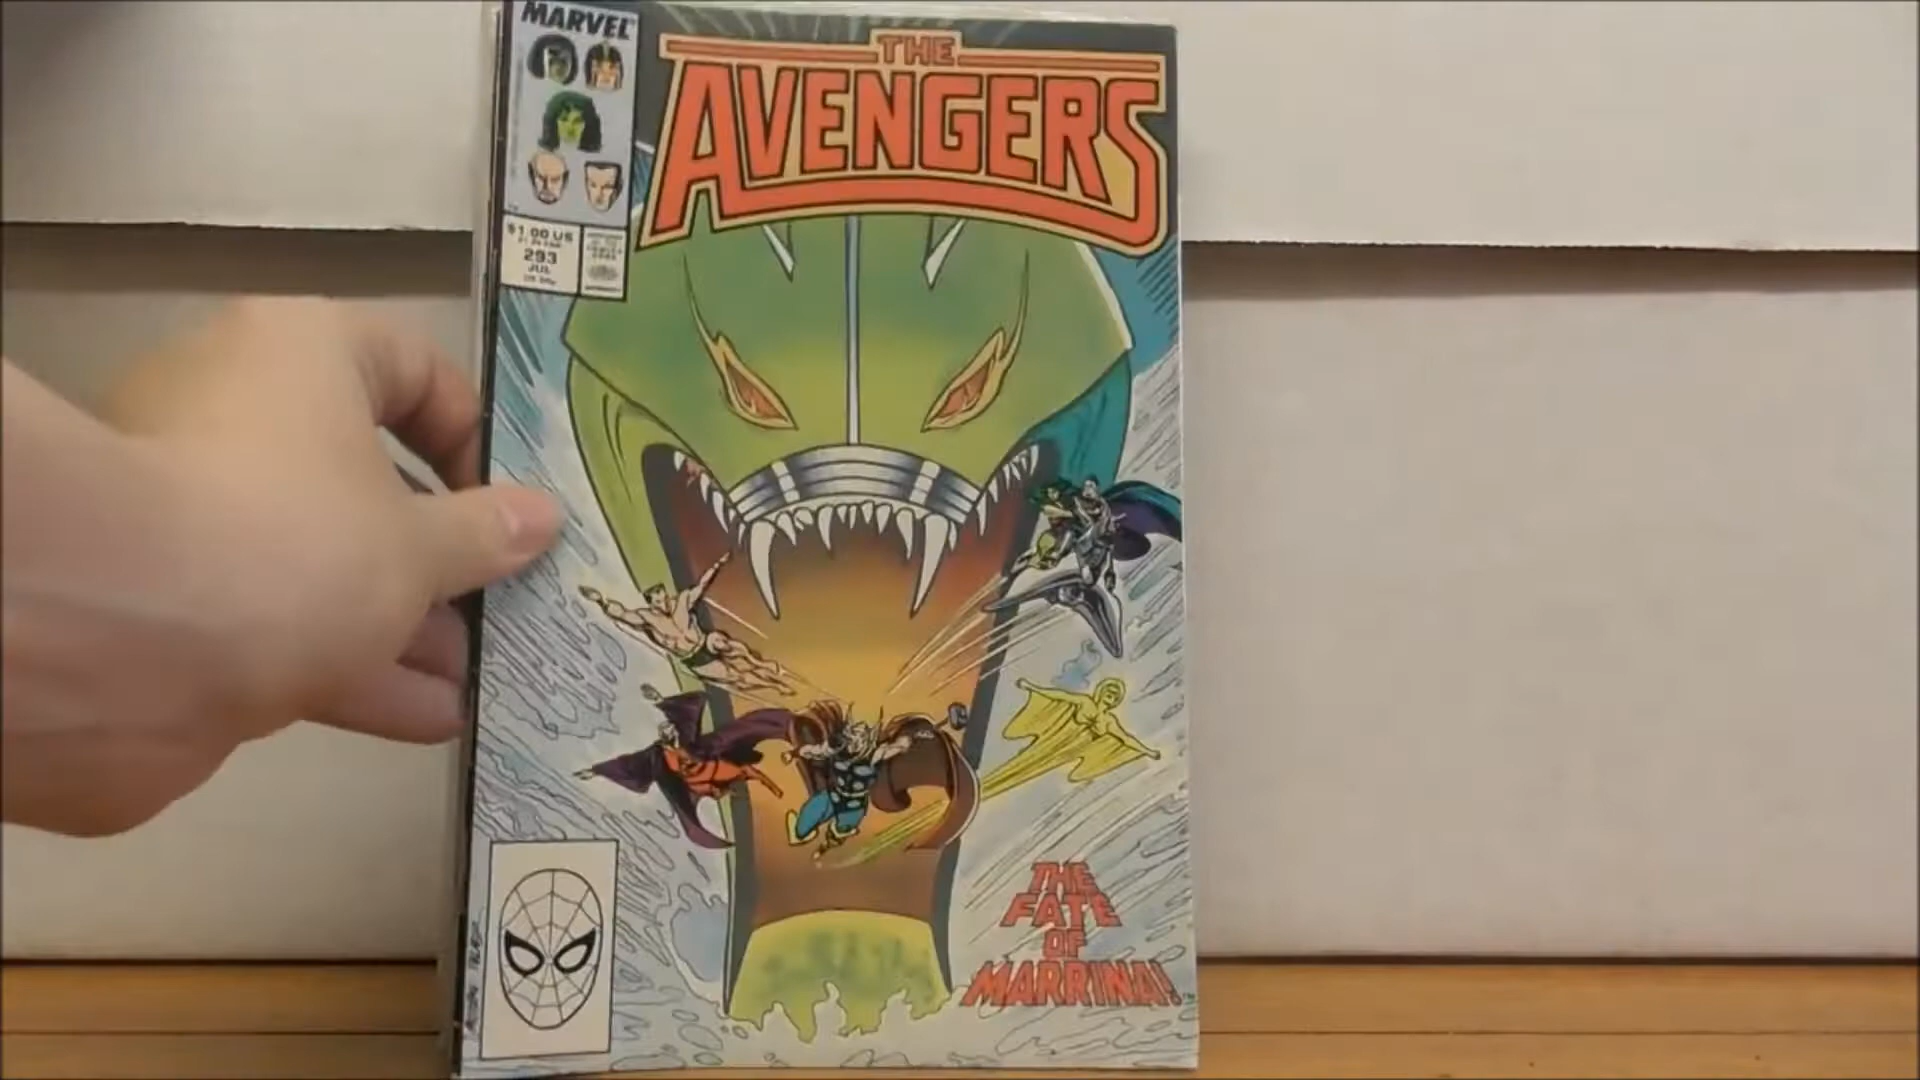 MARVEL
THE
AVENGERS
$1.00 US
293
JUL
THE
FATE
OF
MARRINA!